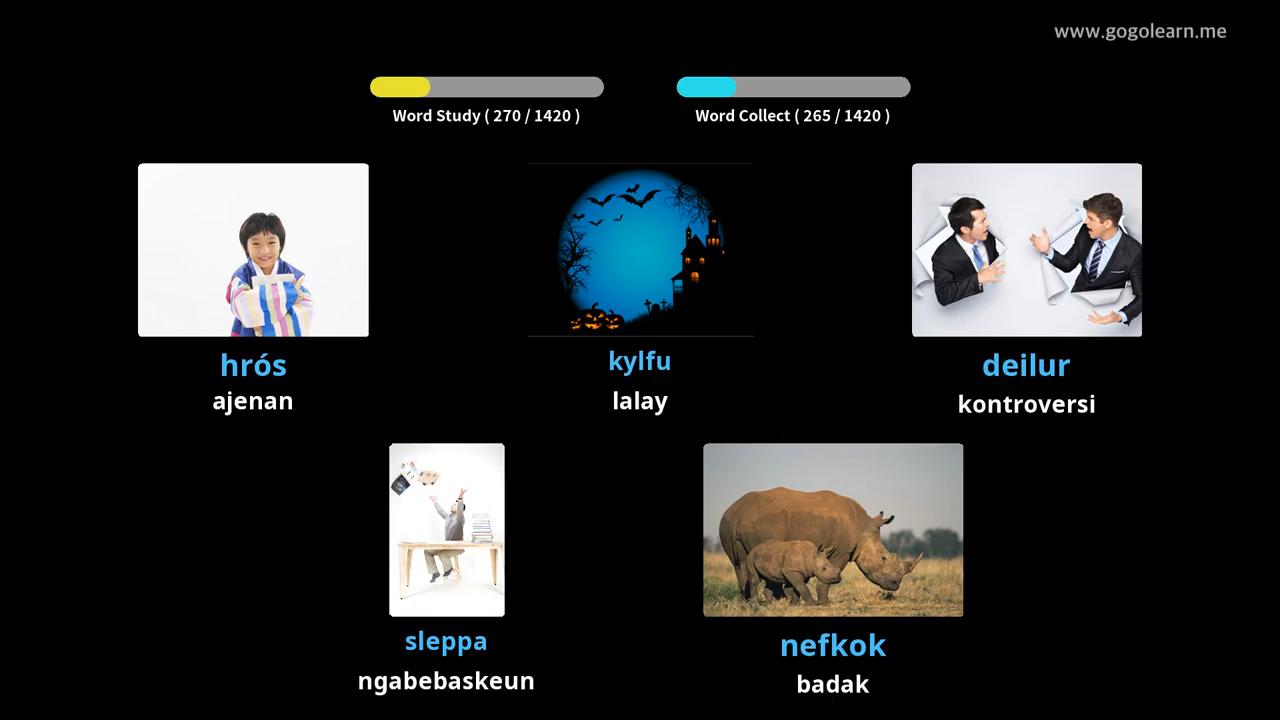 www.gogolearn.me
Word Study ( 270 / 1420 )
Word Collect ( 265 / 1420 )
hrós
ajenan
kylfu
lalay
deilur
kontroversi
sleppa
ngabebaskeun
nefkok
badak